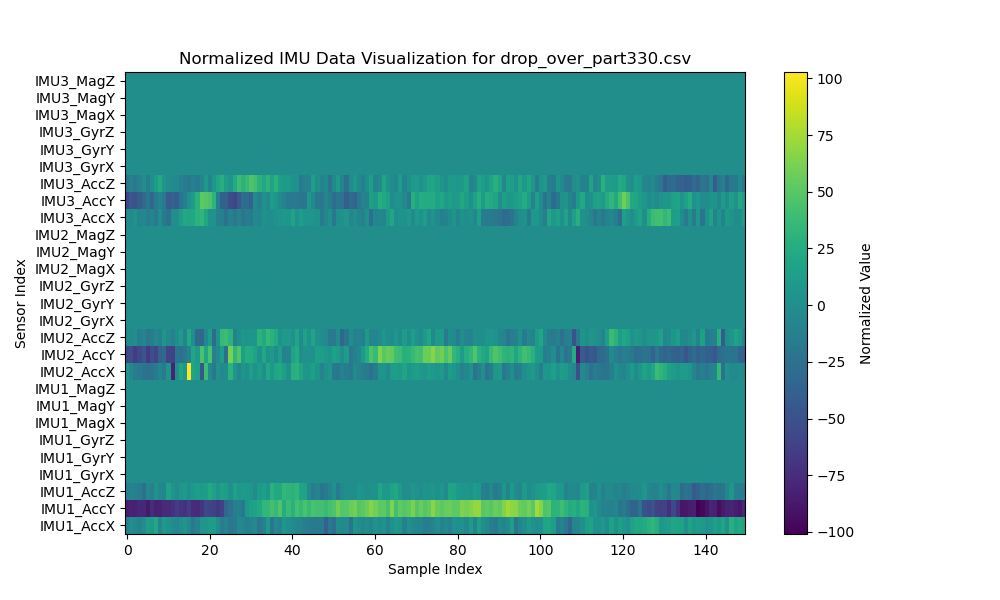 Normalized IMU Data Visualization for drop_over_part330.csv
IMU3_MagZ
IMU3_MagY
IMU3_MagX
IMU3_GyrZ
IMU3_GyrY
IMU3_GyrX
IMU3_AccZ
IMU3_AccY
IMU3_AccX
IMU2_MagZ
IMU2_MagY
IMU2_MagX
IMU2_GyrZ
IMU2_GyrY
IMU2_GyrX
IMU2_AccZ
IMU2_AccY
IMU2_AccX
IMU1_MagZ
IMU1_MagY
IMU1_MagX
IMU1_GyrZ
IMU1_GyrY
IMU1_GyrX
IMU1_AccZ
IMU1_AccY
IMU1_AccX
Sensor Index
0 20 40 60 80 100 120 140
Sample Index
100
75
50
25
0
−25
−50
−75
−100
Normalized Value